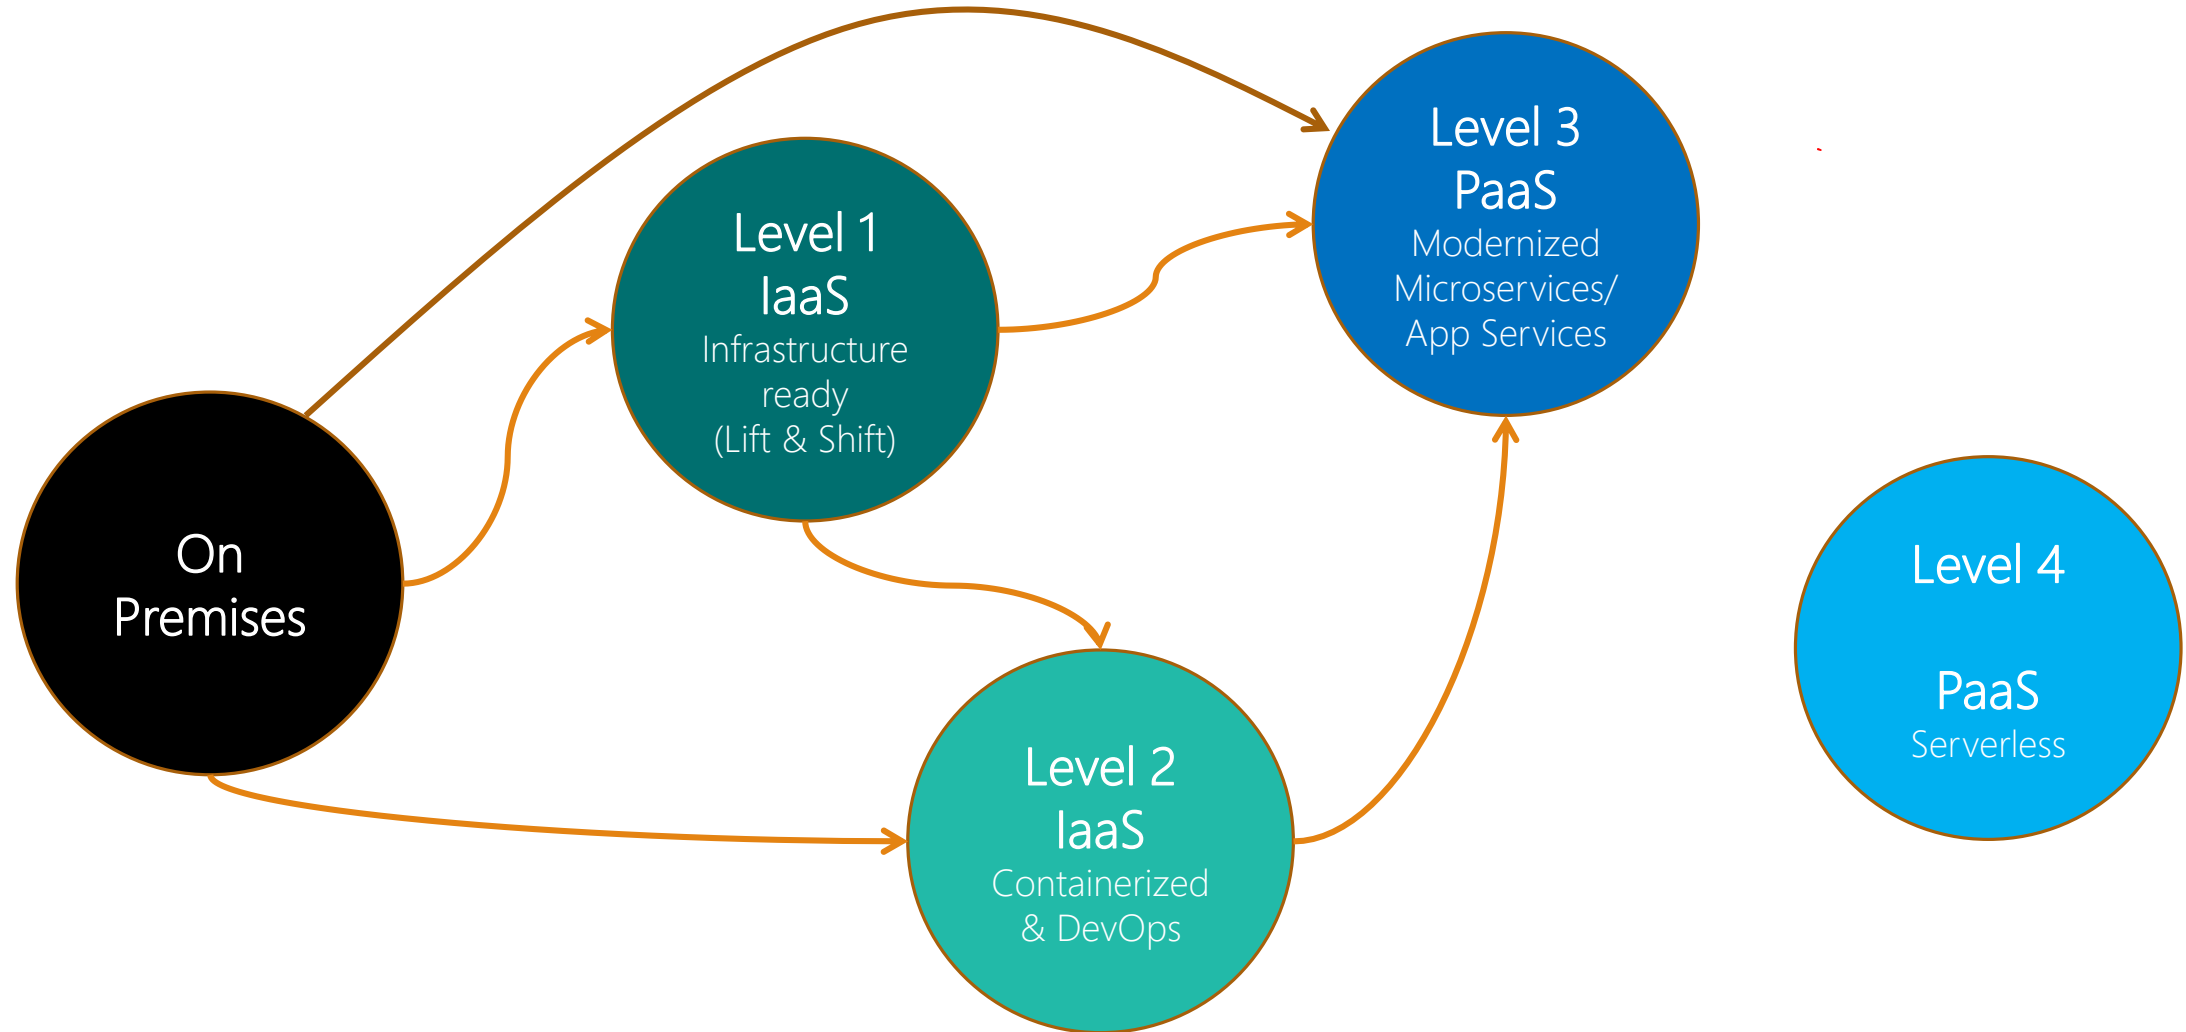 On
Premises
Level 1
IaaS
Infrastructure
ready
(Lift & Shift)
Level 2
IaaS
Containerized
& DevOps
Level 3
PaaS
Modernized
Microservices/
App Services
Level 4
PaaS
Serverless